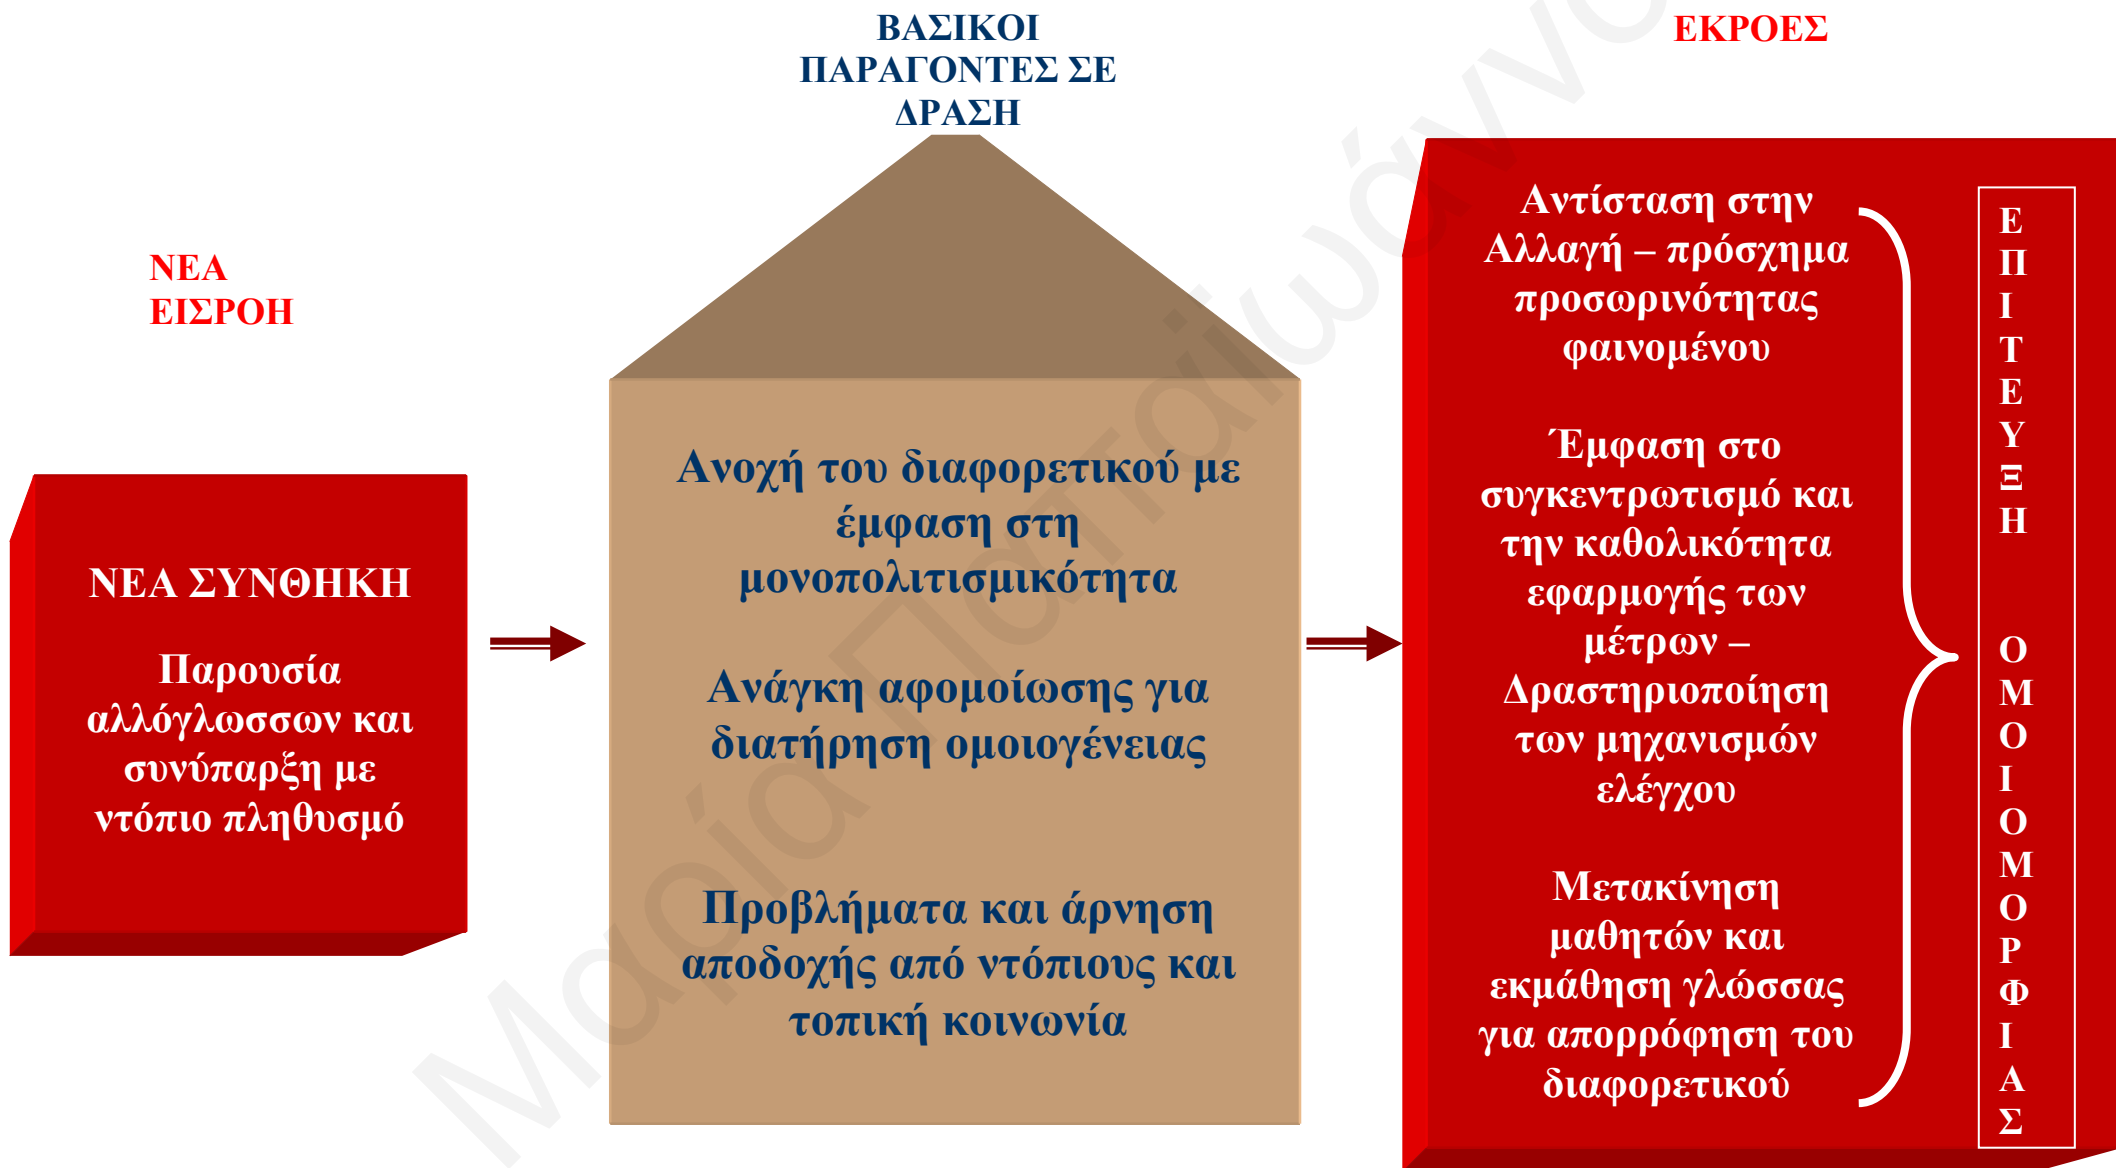 ΒΑΣΙΚΟΙ
ΠΑΡΑΓΟΝΤΕΣ ΣΕ
ΔΡΑΣΗ
ΕΚΡΟΕΣ
ΝΕΑ
ΕΙΣΡΟΗ
ΝΕΑ ΣΥΝΘΗΚΗ
Παρουσία
αλλόγλωσσων και
συνύπαρξη με
ντόπιο πληθυσμό
Ανοχή του διαφορετικού με
έμφαση στη
μονοπολιτισμικότητα
Ανάγκη αφομοίωσης για
διατήρηση ομοιογένειας
Προβλήματα και άρνηση
αποδοχής από ντόπιους και
τοπική κοινωνία
Αντίσταση στην
Αλλαγή – πρόσχημα
προσωρινότητας
φαινομένου
Έμφαση στο
συγκεντρωτισμό και
την καθολικότητα
εφαρμογής των
μέτρων –
Δραστηριοποίηση
των μηχανισμών
ελέγχου
Μετακίνηση
μαθητών και
εκμάθηση γλώσσας
για απορρόφηση του
διαφορετικού
ΕΠΙΤΕΥΞΗ
ΟΜΟΙΟΜΟΡΦΙΑΣ
Μαρία Παπαϊωάννο